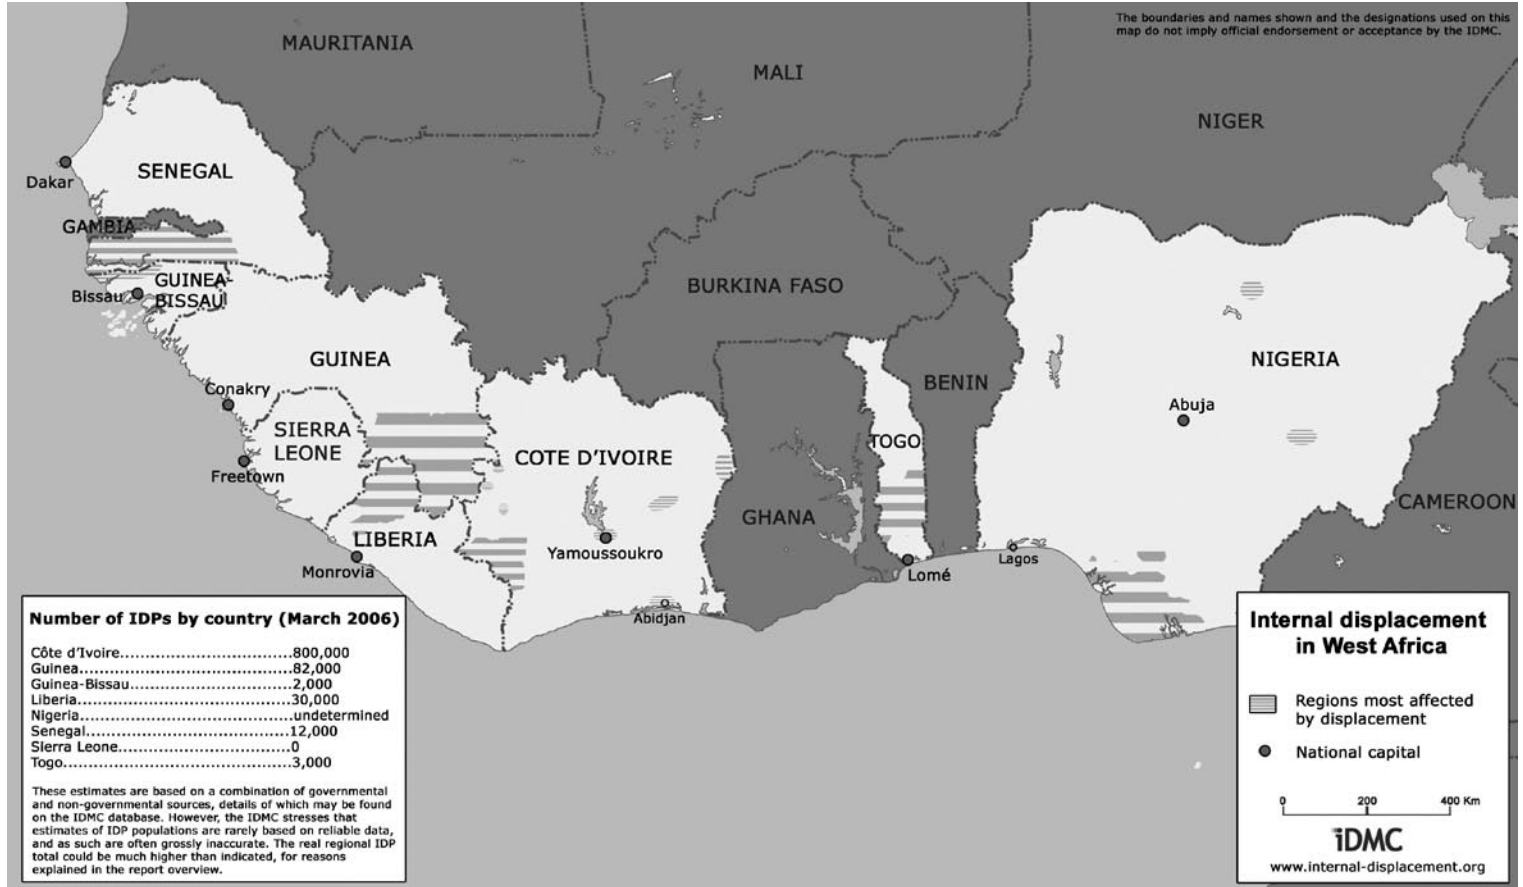 The boundaries and names shown and the designations used on this
map do not imply official endorsement or acceptance by the IDMC.
MAURITANIA
MALI
NIGER
SENEGAL
Dakar
GAMBIA
GUINEA-
BISSAU
Bissau
BURKINA FASO
GUINEA
NIGERIA
BENIN
Conakry
Abuja
SIERRA
LEONE
TOGO
COTE D'IVOIRE
Freetown
CAMEROON
GHANA
LIBERIA
Yamoussoukro
Lagos
Monrovia
Lomé
Abidjan
Number of IDPs by country (March 2006)
Côte d'Ivoire.................................800,000
Guinea.........................................82,000
Guinea-Bissau...............................2,000
Liberia.........................................30,000
Nigeria.........................................undetermined
Senegal.......................................12,000
Sierra Leone.................................0
Togo............................................3,000
These estimates are based on a combination of governmental
and non-governmental sources, details of which may be found
on the IDMC database. However, the IDMC stresses that
estimates of IDP populations are rarely based on reliable data,
and as such are often grossly inaccurate. The real regional IDP
total could be much higher than indicated, for reasons
explained in the report overview.
Internal displacement
in West Africa
Regions most affected
by displacement
National capital
0 200 400 Km
iDMC
www.internal-displacement.org